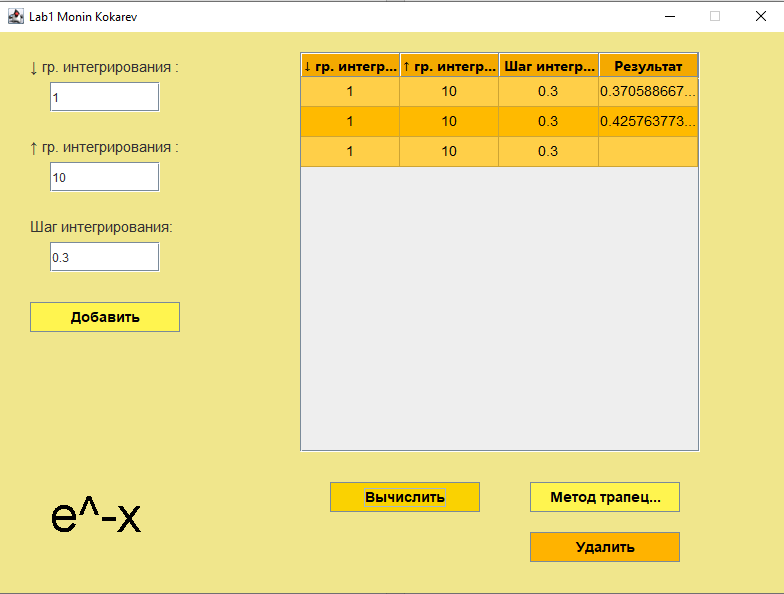 Lab1 Monin Kokarev
↓ гр. интегрирования :
1
↑ гр. интегрирования :
10
Шаг интегрирования:
0.3
Добавить
e^-x
↓ гр. интегр... ↑ гр. интегр... Шаг интегр... Результат
1 10 0.3 0.370588667...
1 10 0.3 0.425763773...
1 10 0.3
Вычислить Метод трапец...
Удалить